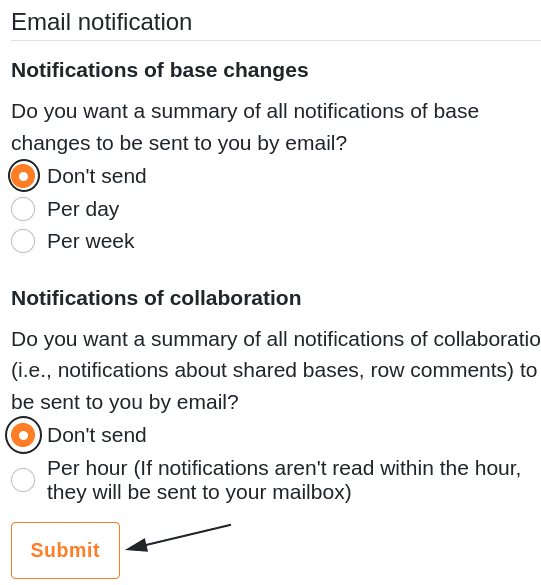 Email notification
Notifications of base changes
Do you want a summary of all notifications of base
changes to be sent to you by email?
Don't send
Per day
Per week
Notifications of collaboration
Do you want a summary of all notifications of collaboratio
(i.e., notifications about shared bases, row comments) to
be sent to you by email?
Don't send
Per hour (If notifications aren't read within the hour,
they will be sent to your mailbox)
Submit